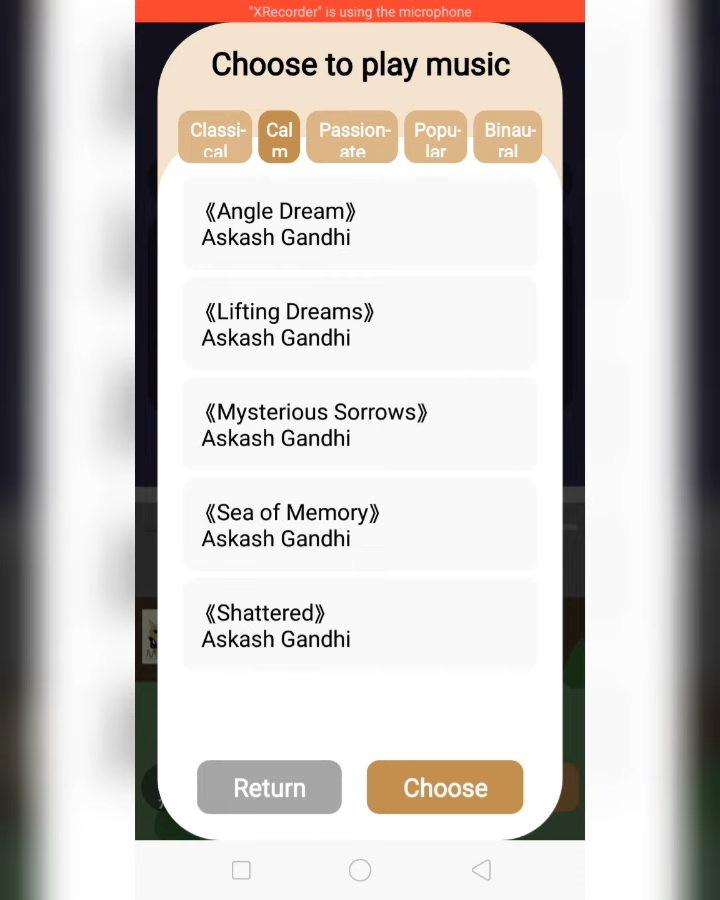 "XRecorder" is using the microphone
Choose to play music
Classi-
cal
Cal
m
Passion-
ate
Popu-
lar
Binau-
ral
《Angle Dream》
Askash Gandhi
《Lifting Dreams》
Askash Gandhi
《Mysterious Sorrows》
Askash Gandhi
《Sea of Memory》
Askash Gandhi
《Shattered》
Askash Gandhi
Return
Choose